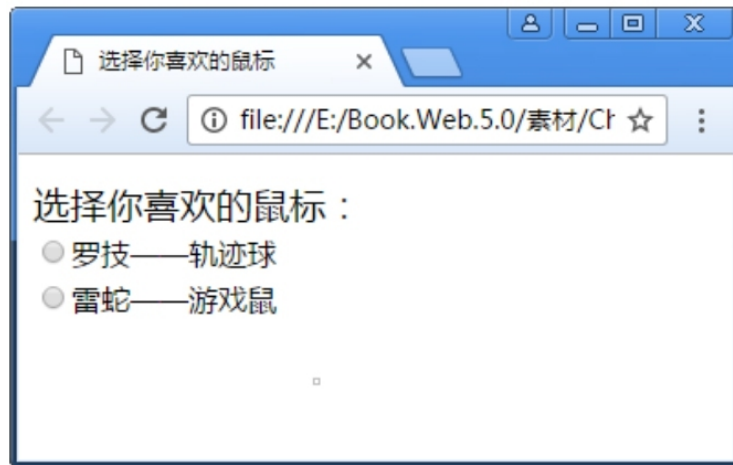 选择你喜欢的鼠标
file:///E:/Book.Web.5.0/素材/Ch
选择你喜欢的鼠标：
罗技——轨迹球
雷蛇——游戏鼠